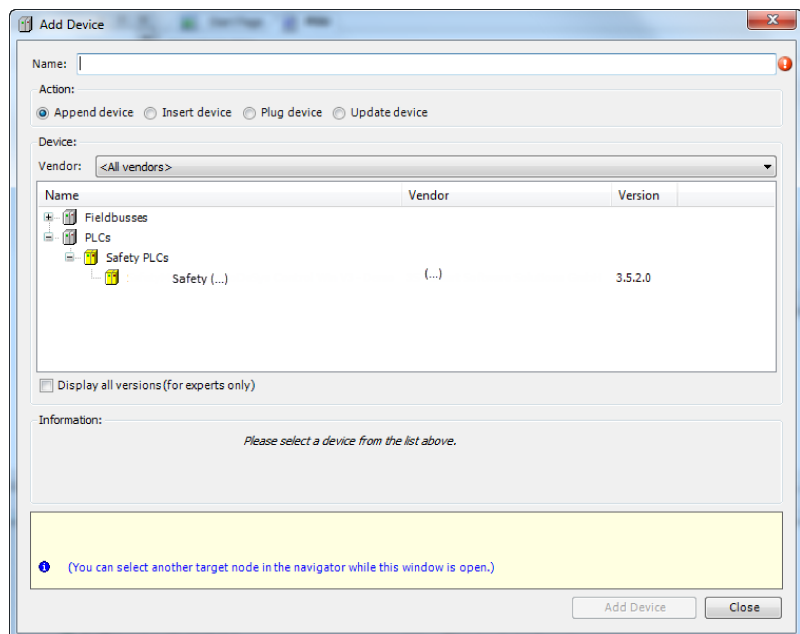 Add Device
Name:
Action:
Append device Insert device Plug device Update device
Device:
Vendor: <All vendors>
Name Vendor Version
Fieldbusses
PLCs
Safety PLCs
Safety (...) (...) 3.5.2.0
Display all versions(for experts only)
Information:
Please select a device from the list above.
(You can select another target node in the navigator while this window is open.)
Add Device Close